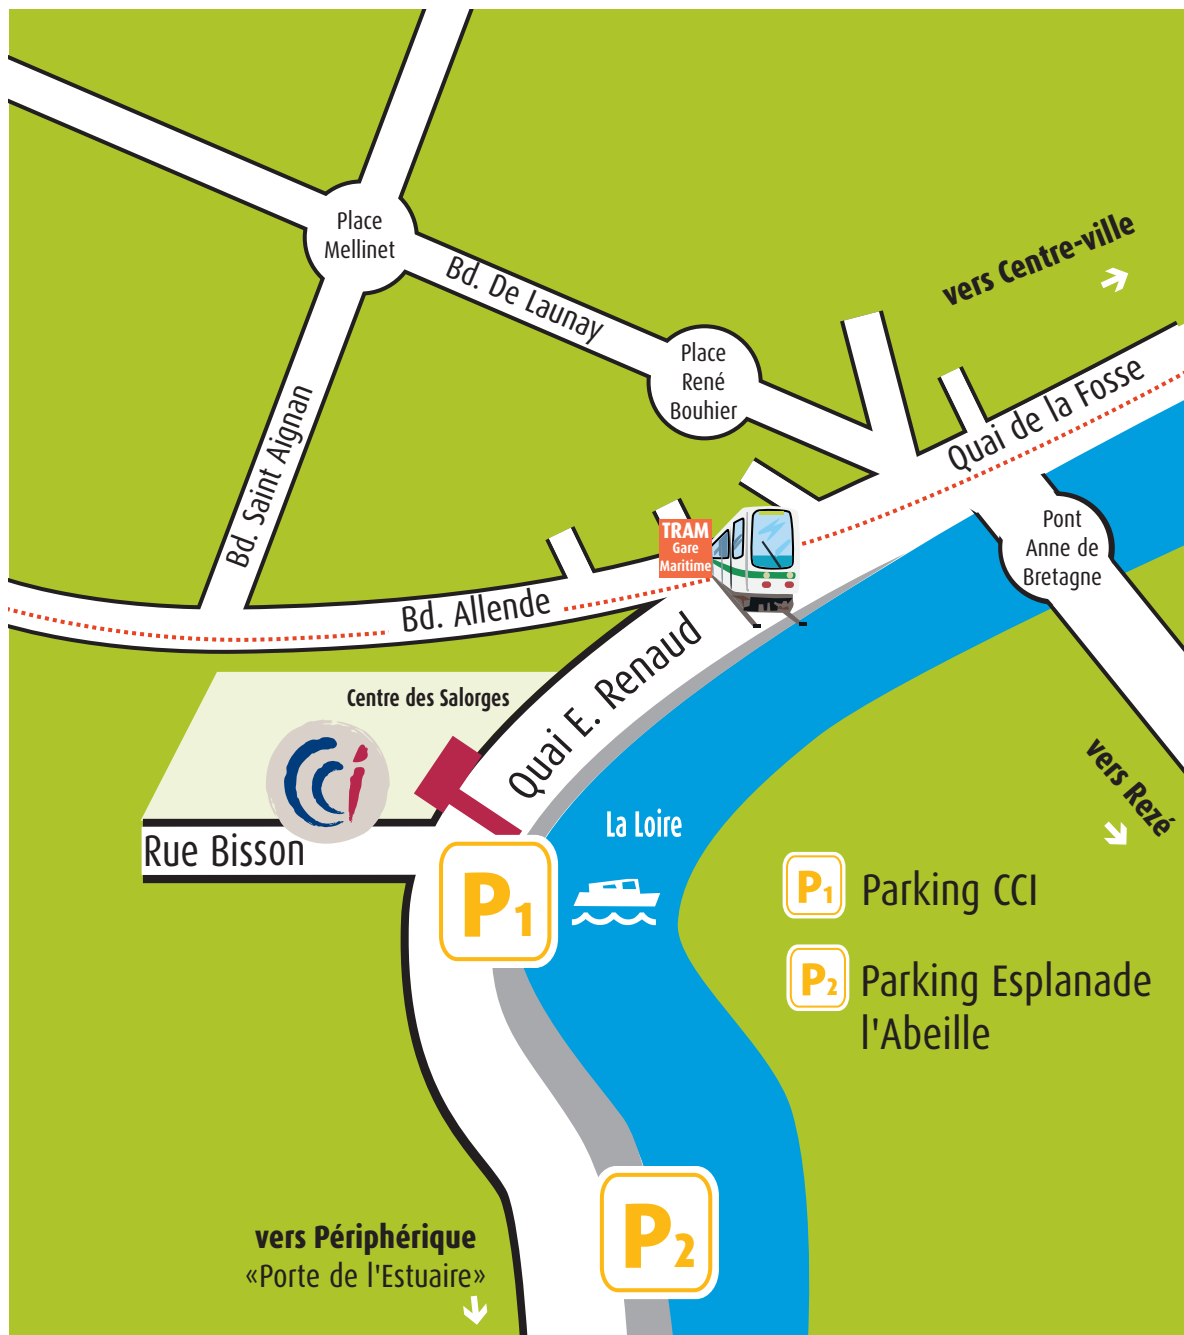 Place
Mellinet
Bd. De Launay
vers Centre-ville
Place
René
Bouhier
Quai de la Fosse
Bd. Saint Aignan
TRAM
Gare
Maritime
Pont
Anne de
Bretagne
Bd. Allende
Quai E. Renaud
Centre des Salorges
CCi
vers Rezé
La Loire
Rue Bisson
P1
P1 Parking CCI
P2 Parking Esplanade
l'Abeille
P2
vers Périphérique
«Porte de l'Estuaire»